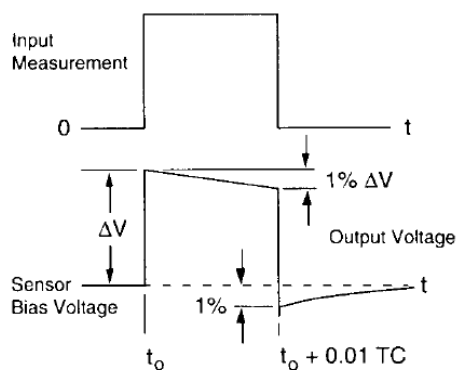 Input
Measurement
0
t
1% ΔV
ΔV
Output Voltage
Sensor
Bias Voltage
t
1%
t₀
t₀ + 0.01 TC